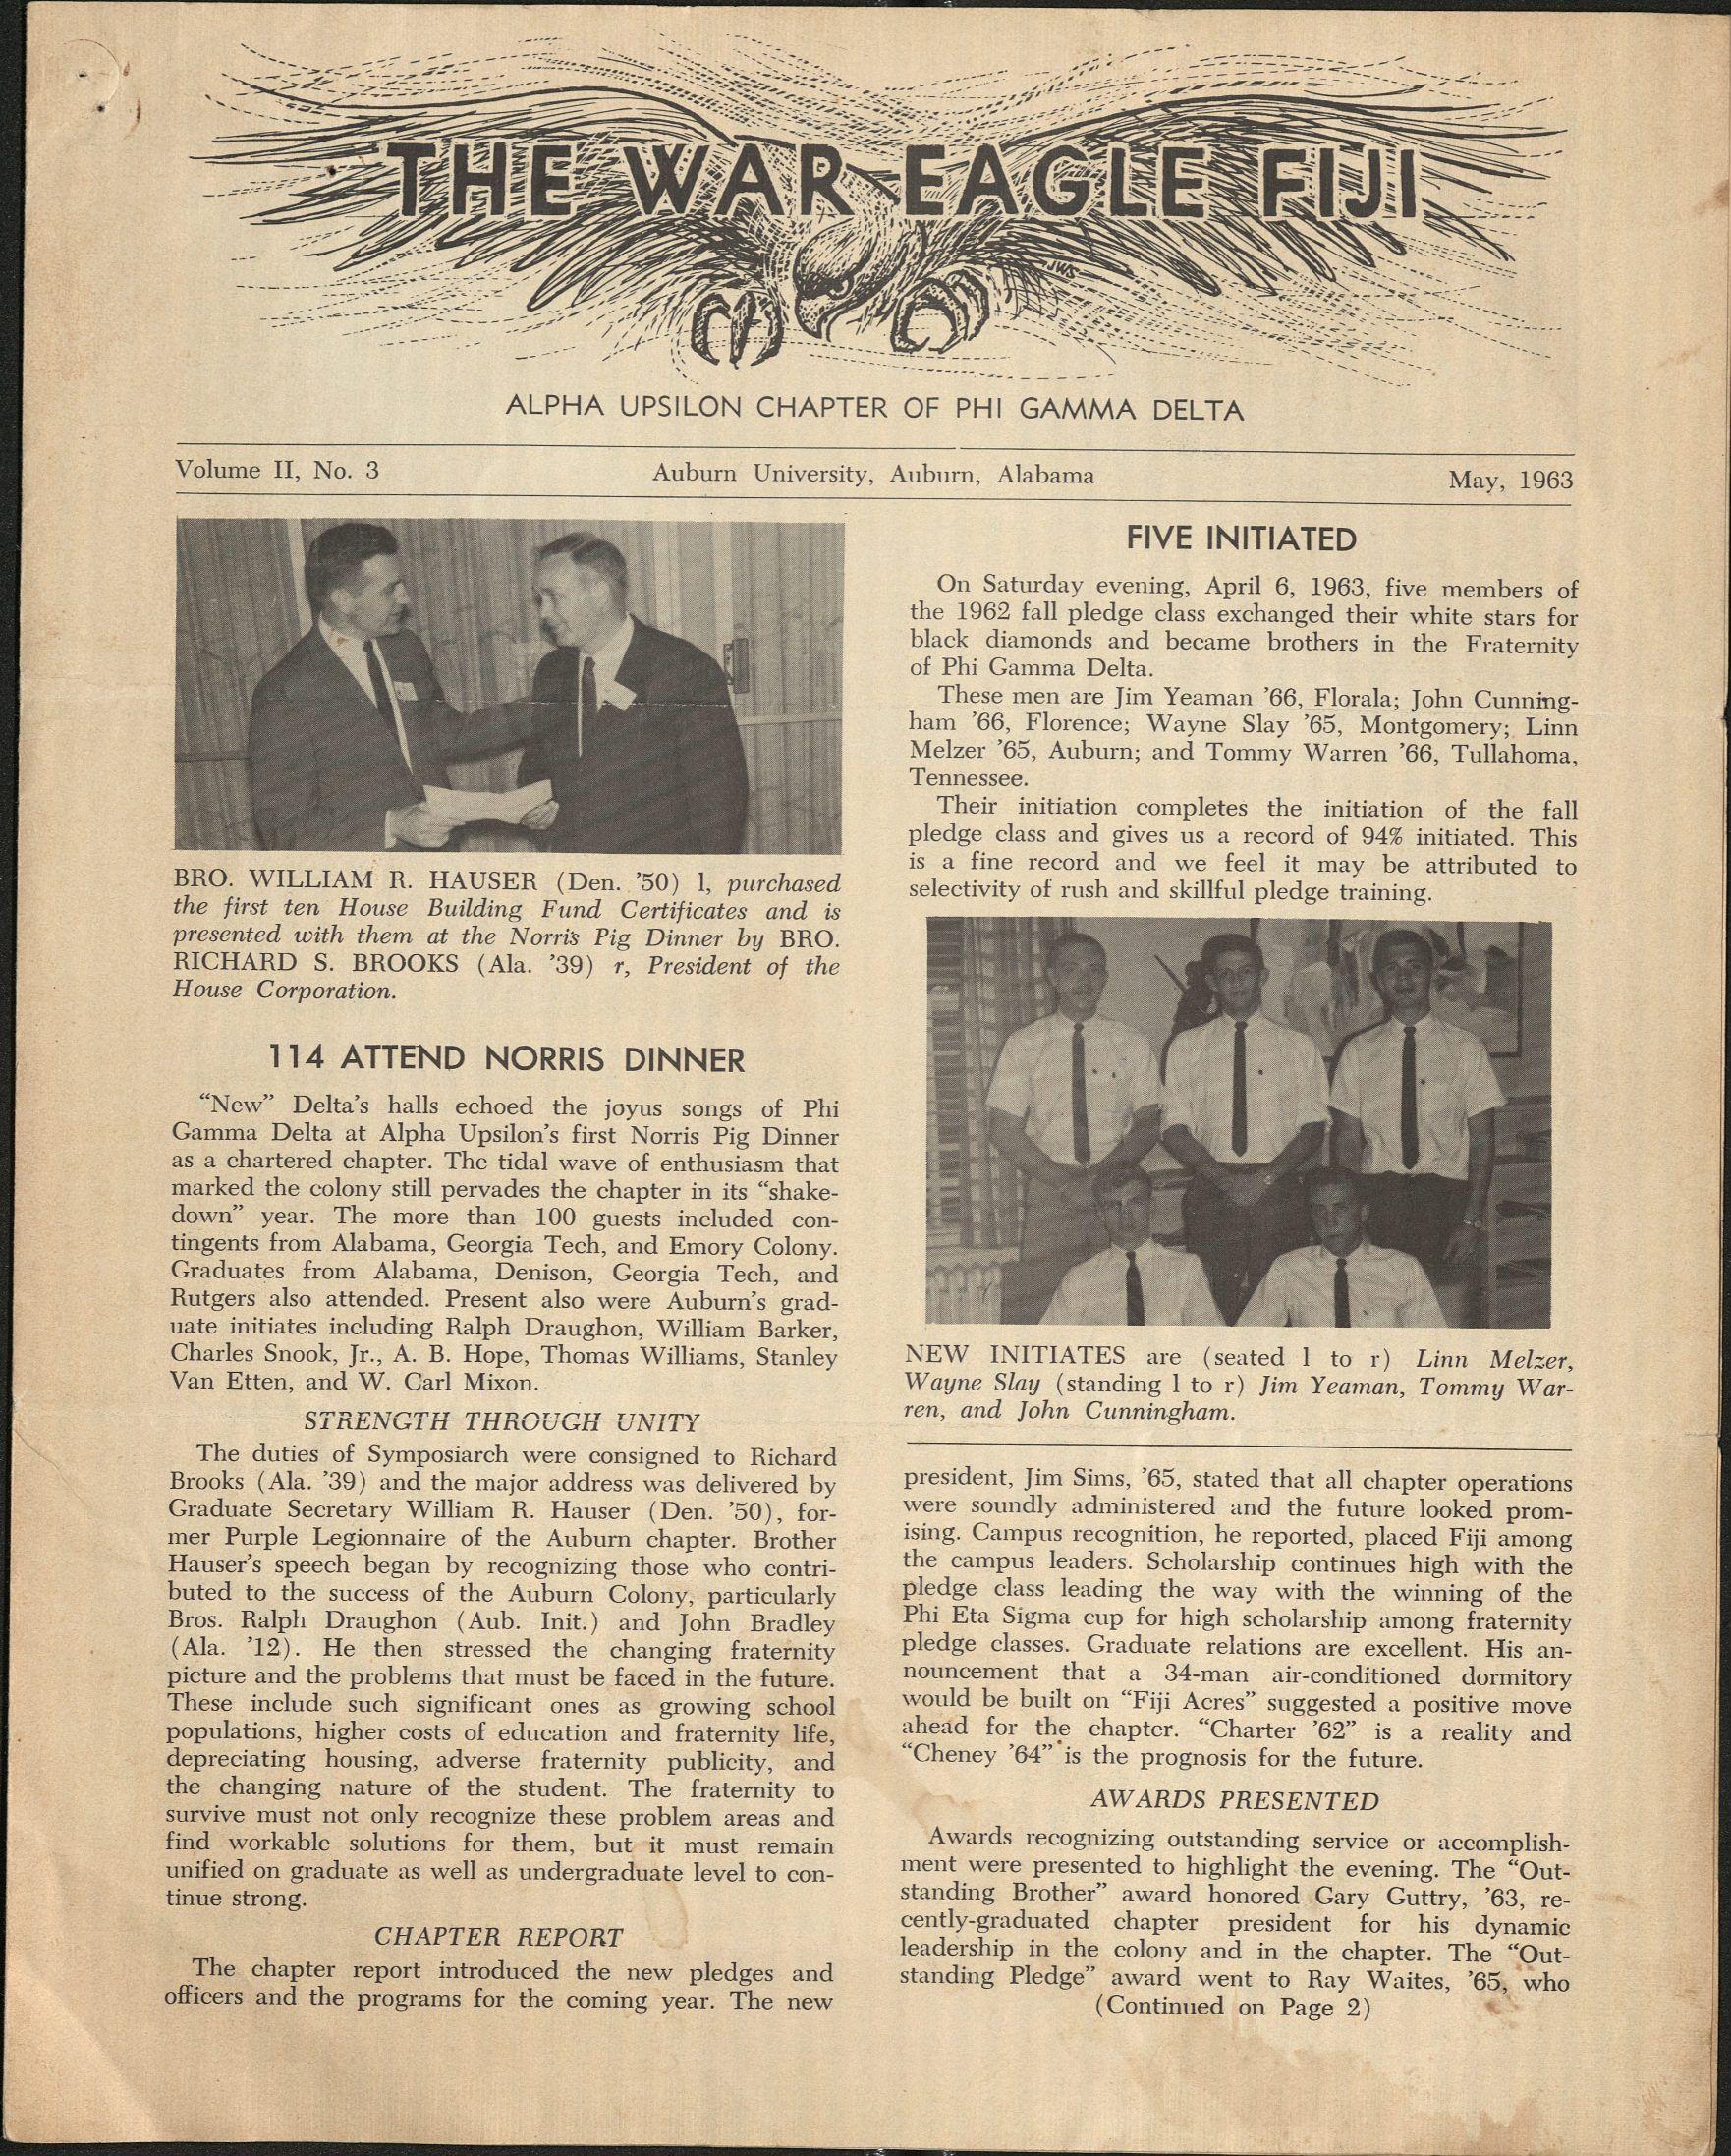 THE WAR EAGLE FIJI
JWS
ALPHA UPSILON CHAPTER OF PHI GAMMA DELTA
Volume II, No. 3 Auburn University, Auburn, Alabama May, 1963
BRO. WILLIAM R. HAUSER (Den. '50) l, purchased
the first ten House Building Fund Certificates and is
presented with them at the Norris Pig Dinner by BRO.
RICHARD S. BROOKS (Ala. '39) r, President of the
House Corporation.
114 ATTEND NORRIS DINNER
"New" Delta's halls echoed the joyus songs of Phi
Gamma Delta at Alpha Upsilon's first Norris Pig Dinner
as a chartered chapter. The tidal wave of enthusiasm that
marked the colony still pervades the chapter in its "shake-
down" year. The more than 100 guests included con-
tingents from Alabama, Georgia Tech, and Emory Colony.
Graduates from Alabama, Denison, Georgia Tech, and
Rutgers also attended. Present also were Auburn's grad-
uate initiates including Ralph Draughon, William Barker,
Charles Snook, Jr., A. B. Hope, Thomas Williams, Stanley
Van Etten, and W. Carl Mixon.
STRENGTH THROUGH UNITY
The duties of Symposiarch were consigned to Richard
Brooks (Ala. '39) and the major address was delivered by
Graduate Secretary William R. Hauser (Den. '50), for-
mer Purple Legionnaire of the Auburn chapter. Brother
Hauser's speech began by recognizing those who contri-
buted to the success of the Auburn Colony, particularly
Bros. Ralph Draughon (Aub. Init.) and John Bradley
(Ala. '12). He then stressed the changing fraternity
picture and the problems that must be faced in the future.
These include such significant ones as growing school
populations, higher costs of education and fraternity life,
depreciating housing, adverse fraternity publicity, and
the changing nature of the student. The fraternity to
survive must not only recognize these problem areas and
find workable solutions for them, but it must remain
unified on graduate as well as undergraduate level to con-
tinue strong.
CHAPTER REPORT
The chapter report introduced the new pledges and
officers and the programs for the coming year. The new
FIVE INITIATED
On Saturday evening, April 6, 1963, five members of
the 1962 fall pledge class exchanged their white stars for
black diamonds and became brothers in the Fraternity
of Phi Gamma Delta.
These men are Jim Yeaman '66, Florala; John Cunning-
ham '66, Florence; Wayne Slay '65, Montgomery; Linn
Melzer '65, Auburn; and Tommy Warren '66, Tullahoma,
Tennessee.
Their initiation completes the initiation of the fall
pledge class and gives us a record of 94% initiated. This
is a fine record and we feel it may be attributed to
selectivity of rush and skillful pledge training.
NEW INITIATES are (seated l to r) Linn Melzer,
Wayne Slay (standing l to r) Jim Yeaman, Tommy War-
ren, and John Cunningham.
president, Jim Sims, '65, stated that all chapter operations
were soundly administered and the future looked prom-
ising. Campus recognition, he reported, placed Fiji among
the campus leaders. Scholarship continues high with the
pledge class leading the way with the winning of the
Phi Eta Sigma cup for high scholarship among fraternity
pledge classes. Graduate relations are excellent. His an-
nouncement that a 34-man air-conditioned dormitory
would be built on "Fiji Acres" suggested a positive move
ahead for the chapter. "Charter '62" is a reality and
"Cheney '64" is the prognosis for the future.
AWARDS PRESENTED
Awards recognizing outstanding service or accomplish-
ment were presented to highlight the evening. The "Out-
standing Brother" award honored Gary Guttry, '63, re-
cently-graduated chapter president for his dynamic
leadership in the colony and in the chapter. The "Out-
standing Pledge" award went to Ray Waites, '65, who
(Continued on Page 2)